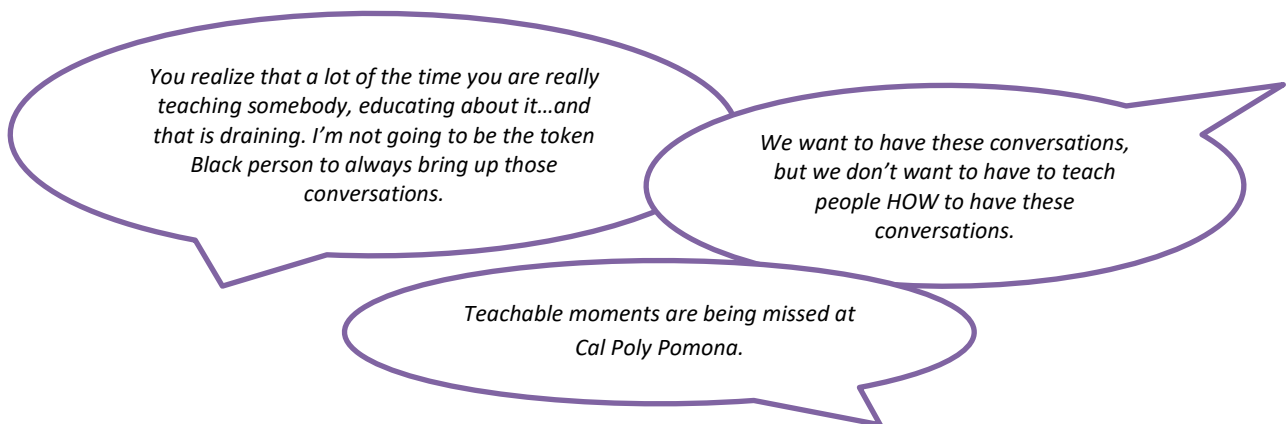 You realize that a lot of the time you are really
teaching somebody, educating about it…and
that is draining. I’m not going to be the token
Black person to always bring up those
conversations.
We want to have these conversations,
but we don’t want to have to teach
people HOW to have these
conversations.
Teachable moments are being missed at
Cal Poly Pomona.